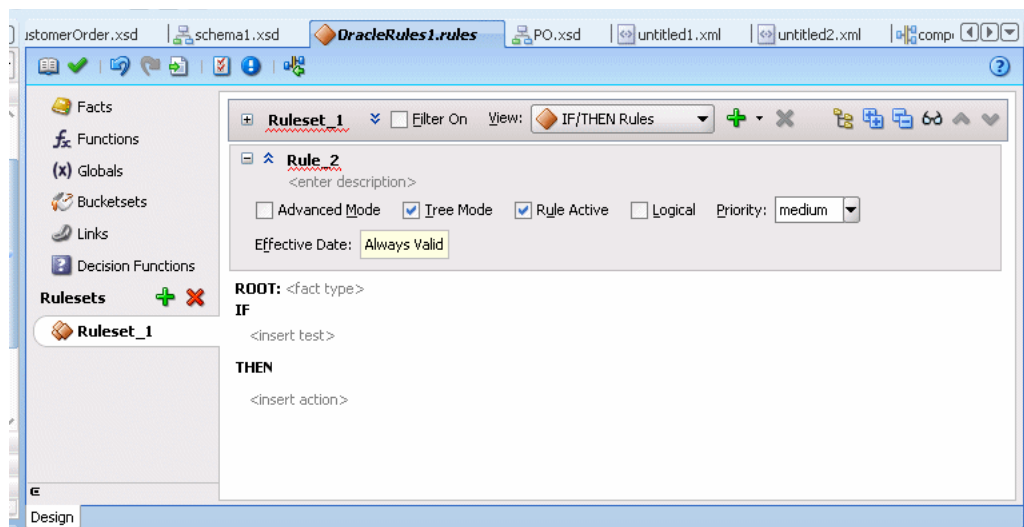 istomerOrder.xsd schema1.xsd OracleRules1.rules PO.xsd untitled1.xml untitled2.xml comp
Facts
Functions
(x) Globals
Bucketsets
Links
Decision Functions
Rulesets
Ruleset_1
Ruleset_1 Filter On View: IF/THEN Rules
Rule_2
<enter description>
Advanced Mode Tree Mode Rule Active Logical Priority: medium
Effective Date: Always Valid
ROOT: <fact type>
IF
<insert test>
THEN
<insert action>
Design